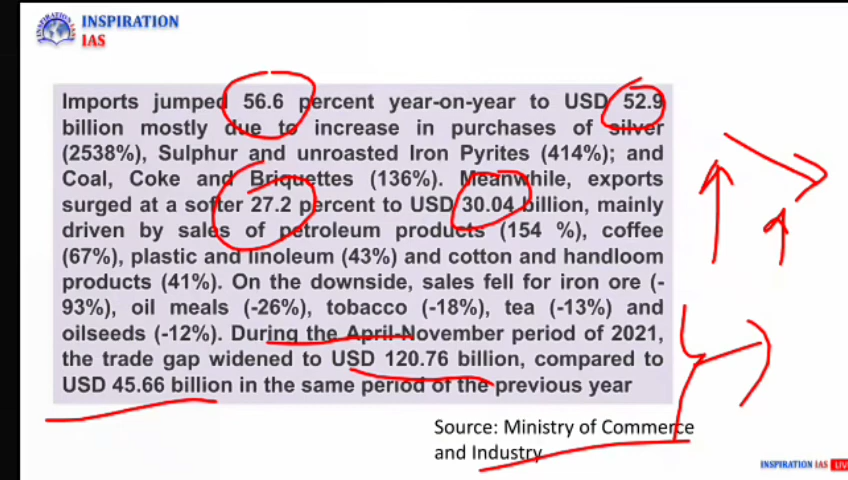 INSPIRATION
IAS
Imports jumped 56.6 percent year-on-year to USD 52.9
billion mostly due to increase in purchases of silver
(2538%), Sulphur and unroasted Iron Pyrites (414%); and
Coal, Coke and Briquettes (136%). Meanwhile, exports
surged at a softer 27.2 percent to USD 30.04 billion, mainly
driven by sales of petroleum products (154 %), coffee
(67%), plastic and linoleum (43%) and cotton and handloom
products (41%). On the downside, sales fell for iron ore (-
93%), oil meals (-26%), tobacco (-18%), tea (-13%) and
oilseeds (-12%). During the April-November period of 2021,
the trade gap widened to USD 120.76 billion, compared to
USD 45.66 billion in the same period of the previous year
Source: Ministry of Commerce
and Industry
INSPIRATION IAS LIVE